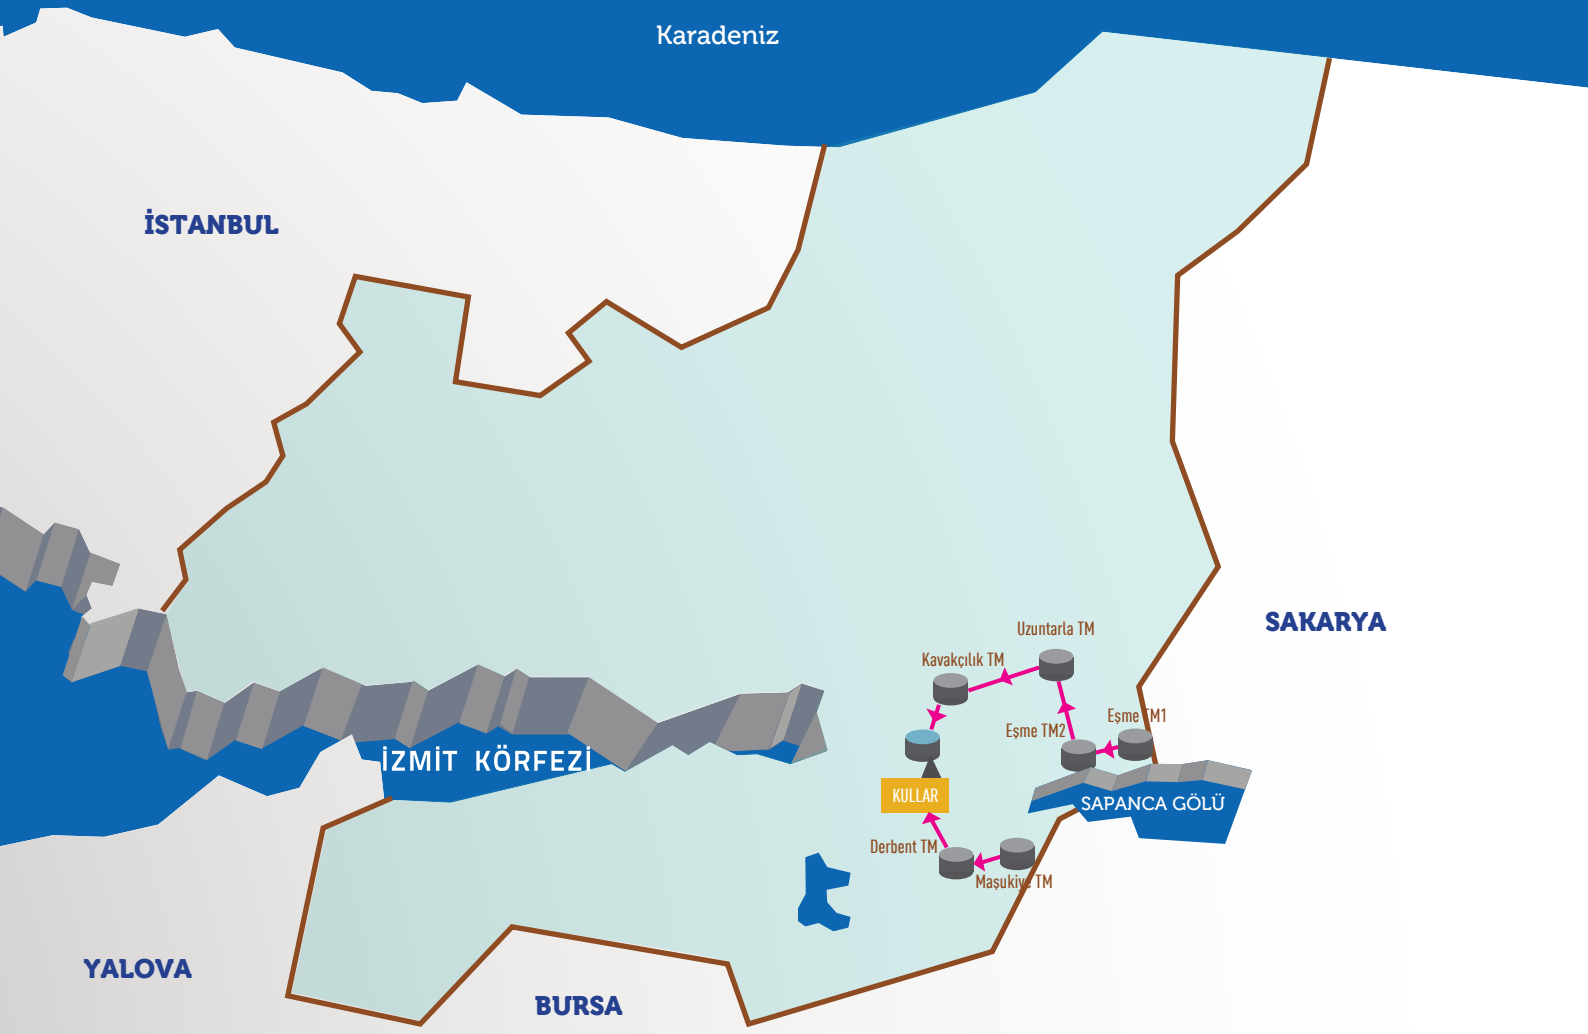 Karadeniz
İSTANBUL
SAKARYA
Uzuntarla TM
Kavakçılık TM
Eşme TM1
Eşme TM2
İZMİT KÖRFEZİ
KULLAR
SAPANCA GÖLÜ
Derbent TM
Maşukiye TM
YALOVA
BURSA